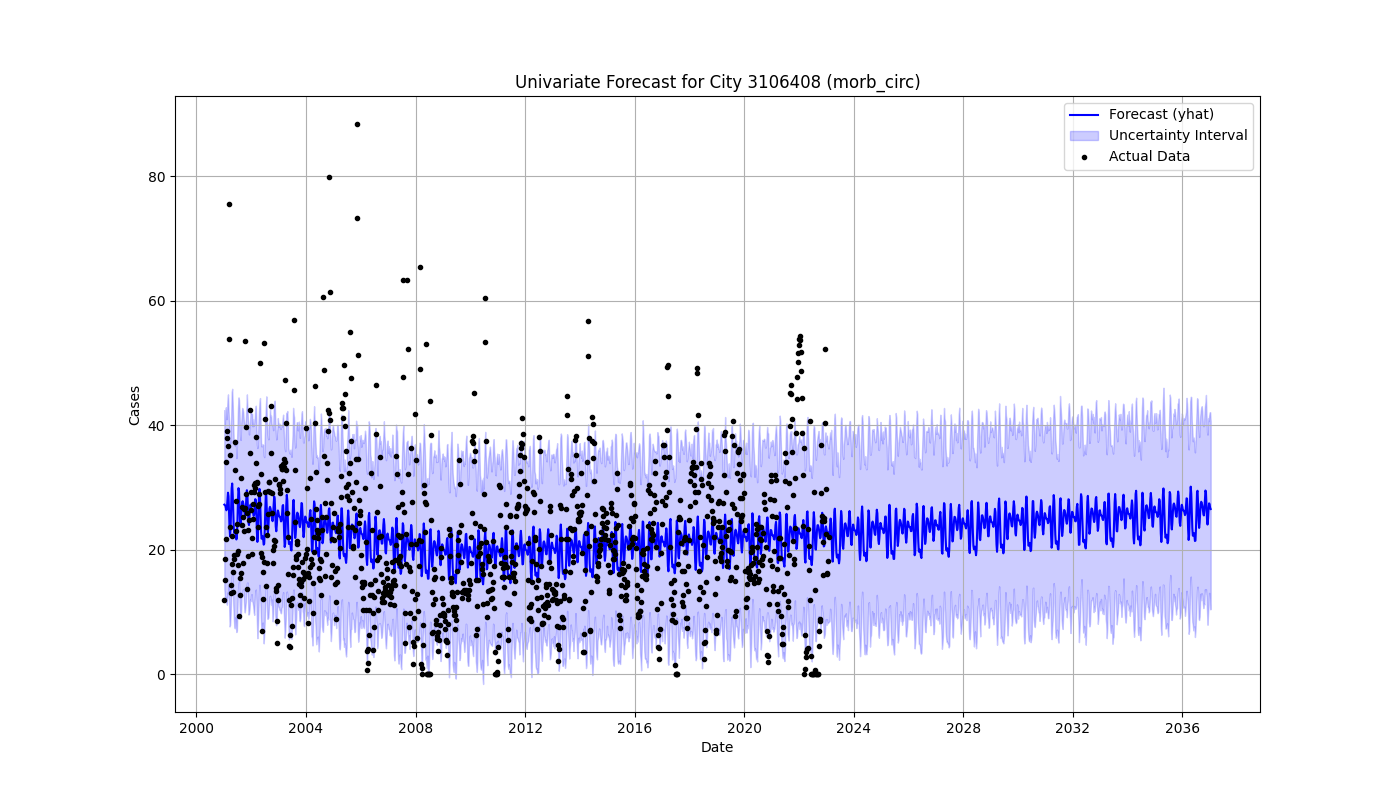 Univariate Forecast for City 3106408 (morb_circ)
Forecast (yhat)
Uncertainty Interval
Actual Data
Cases
80
60
40
20
0
2000 2004 2008 2012 2016 2020 2024 2028 2032 2036
Date